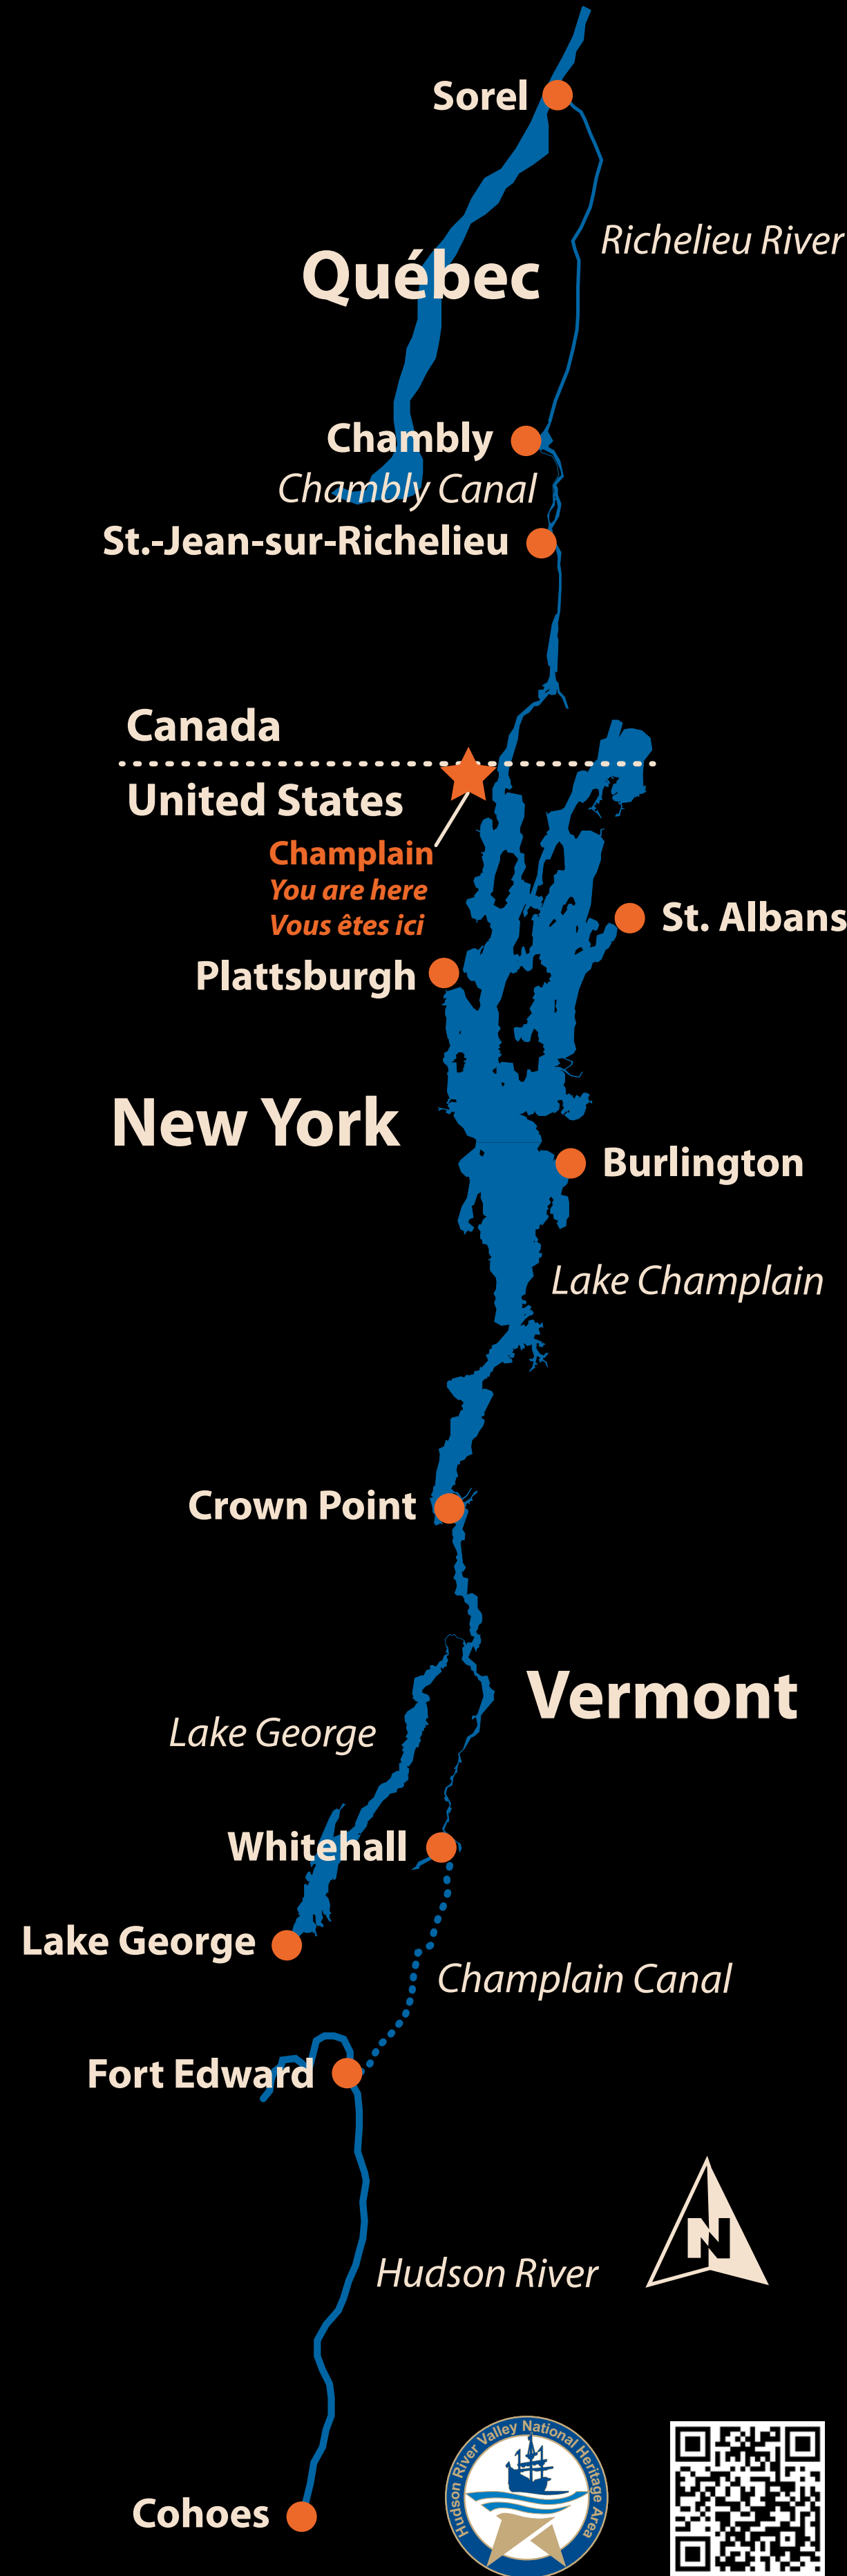 Sorel
Richelieu River
Québec
Chambly
Chambly Canal
St.-Jean-sur-Richelieu
Canada
United States
Champlain
You are here
Vous êtes ici
St. Albans
Plattsburgh
New York
Burlington
Lake Champlain
Crown Point
Vermont
Lake George
Whitehall
Lake George
Champlain Canal
Fort Edward
N
Hudson River
Hudson River Valley National Heritage Area
Cohoes